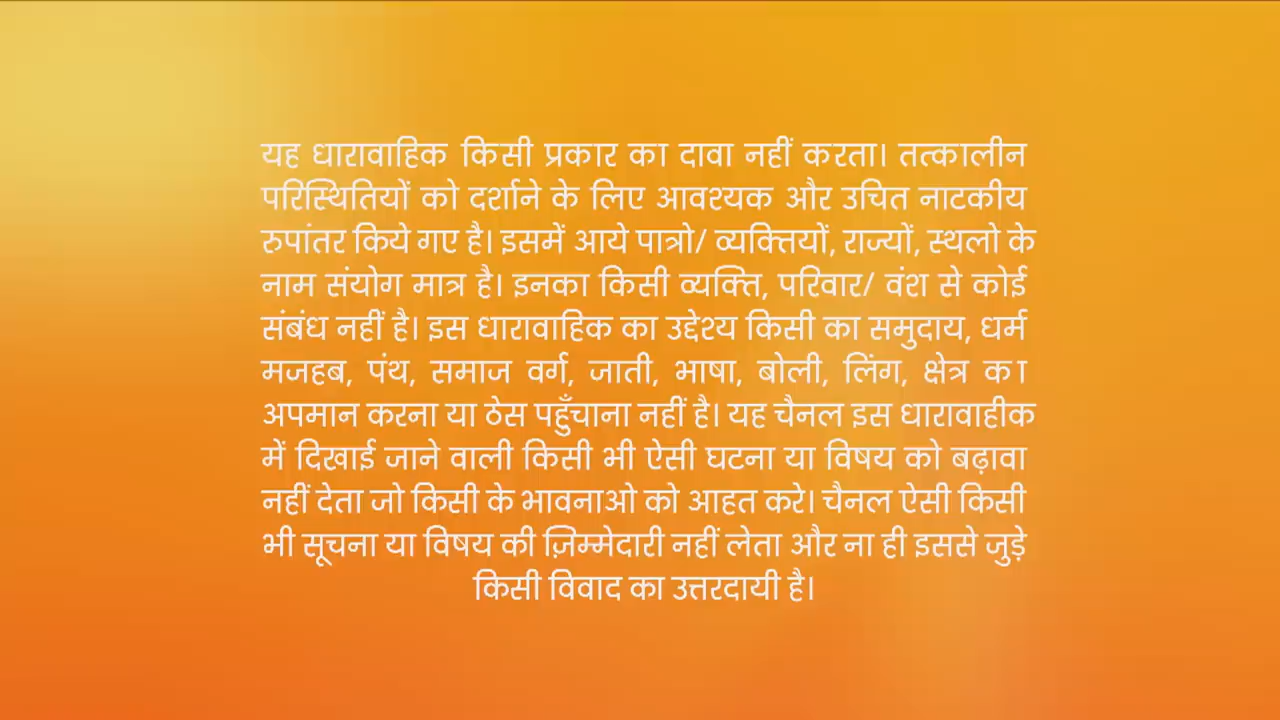 यह धारावाहिक किसी प्रकार का दावा नहीं करता। तत्कालीन
परिस्थितियों को दर्शाने के लिए आवश्यक और उचित नाटकीय
रुपांतर किये गए है। इसमें आये पात्रो/ व्यक्तियों, राज्यों, स्थलो के
नाम संयोग मात्र है। इनका किसी व्यक्ति, परिवार/ वंश से कोई
संबंध नहीं है। इस धारावाहिक का उद्देश्य किसी का समुदाय, धर्म
मजहब, पंथ, समाज वर्ग, जाती, भाषा, बोली, लिंग, क्षेत्र का
अपमान करना या ठेस पहुँचाना नहीं है। यह चैनल इस धारावाहीक
में दिखाई जाने वाली किसी भी ऐसी घटना या विषय को बढ़ावा
नहीं देता जो किसी के भावनाओ को आहत करे। चैनल ऐसी किसी
भी सूचना या विषय की ज़िम्मेदारी नहीं लेता और ना ही इससे जुड़े
किसी विवाद का उत्तरदायी है।